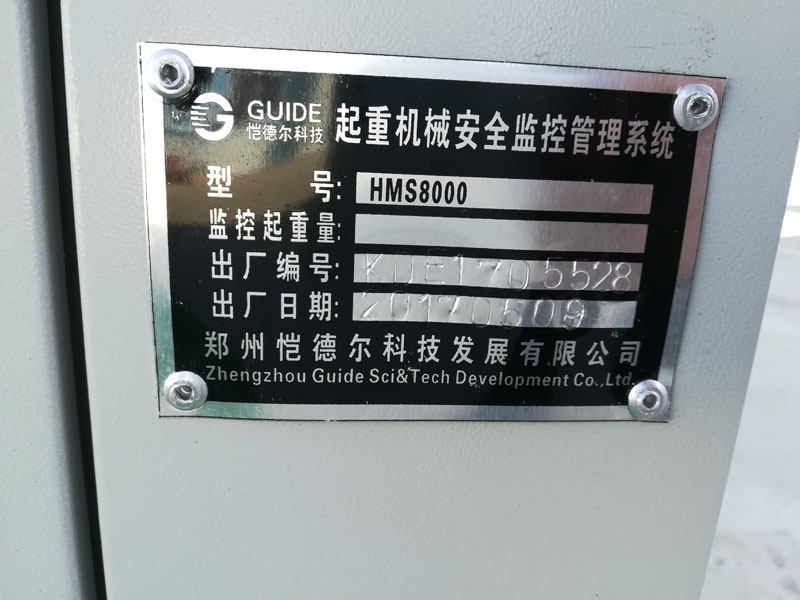 GUIDE
恺德尔科技
起重机械安全监控管理系统
型 号: HMS8000
监控起重量:
出厂编号: KDE1705528
出厂日期: 20170509
郑州恺德尔科技发展有限公司
Zhengzhou Guide Sci&Tech Development Co.,Ltd.